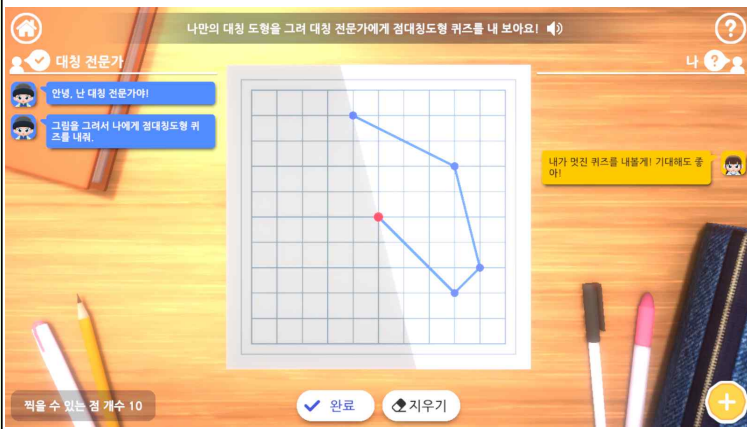 나만의 대칭 도형을 그려 대칭 전문가에게 점대칭도형 퀴즈를 내 보아요!
?
대칭 전문가
나 ?
안녕, 난 대칭 전문가야!
그림을 그려서 나에게 점대칭도형 퀴
즈를 내줘.
내가 멋진 퀴즈를 내볼게! 기대해도 좋
아!
찍을 수 있는 점 개수 10
완료
지우기
+